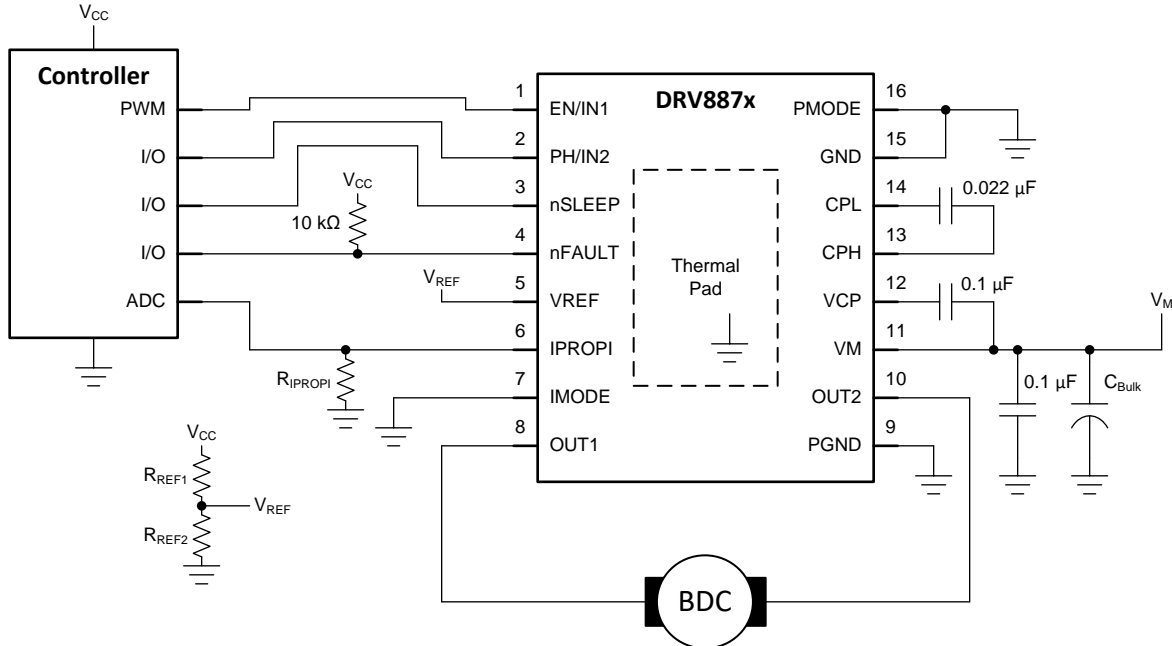 VCC
Controller
PWM
I/O
I/O
I/O
ADC
VCC
10 kΩ
VREF
RIPROPI
VCC
RREF1
VREF
RREF2
DRV887x
1
EN/IN1
2
PH/IN2
3
nSLEEP
4
nFAULT
5
VREF
6
IPROPI
7
IMODE
8
OUT1
Thermal
Pad
16
PMODE
15
GND
14
CPL
13
CPH
12
VCP
11
VM
10
OUT2
9
PGND
0.022 µF
0.1 µF
VM
0.1 µF
CBulk
BDC